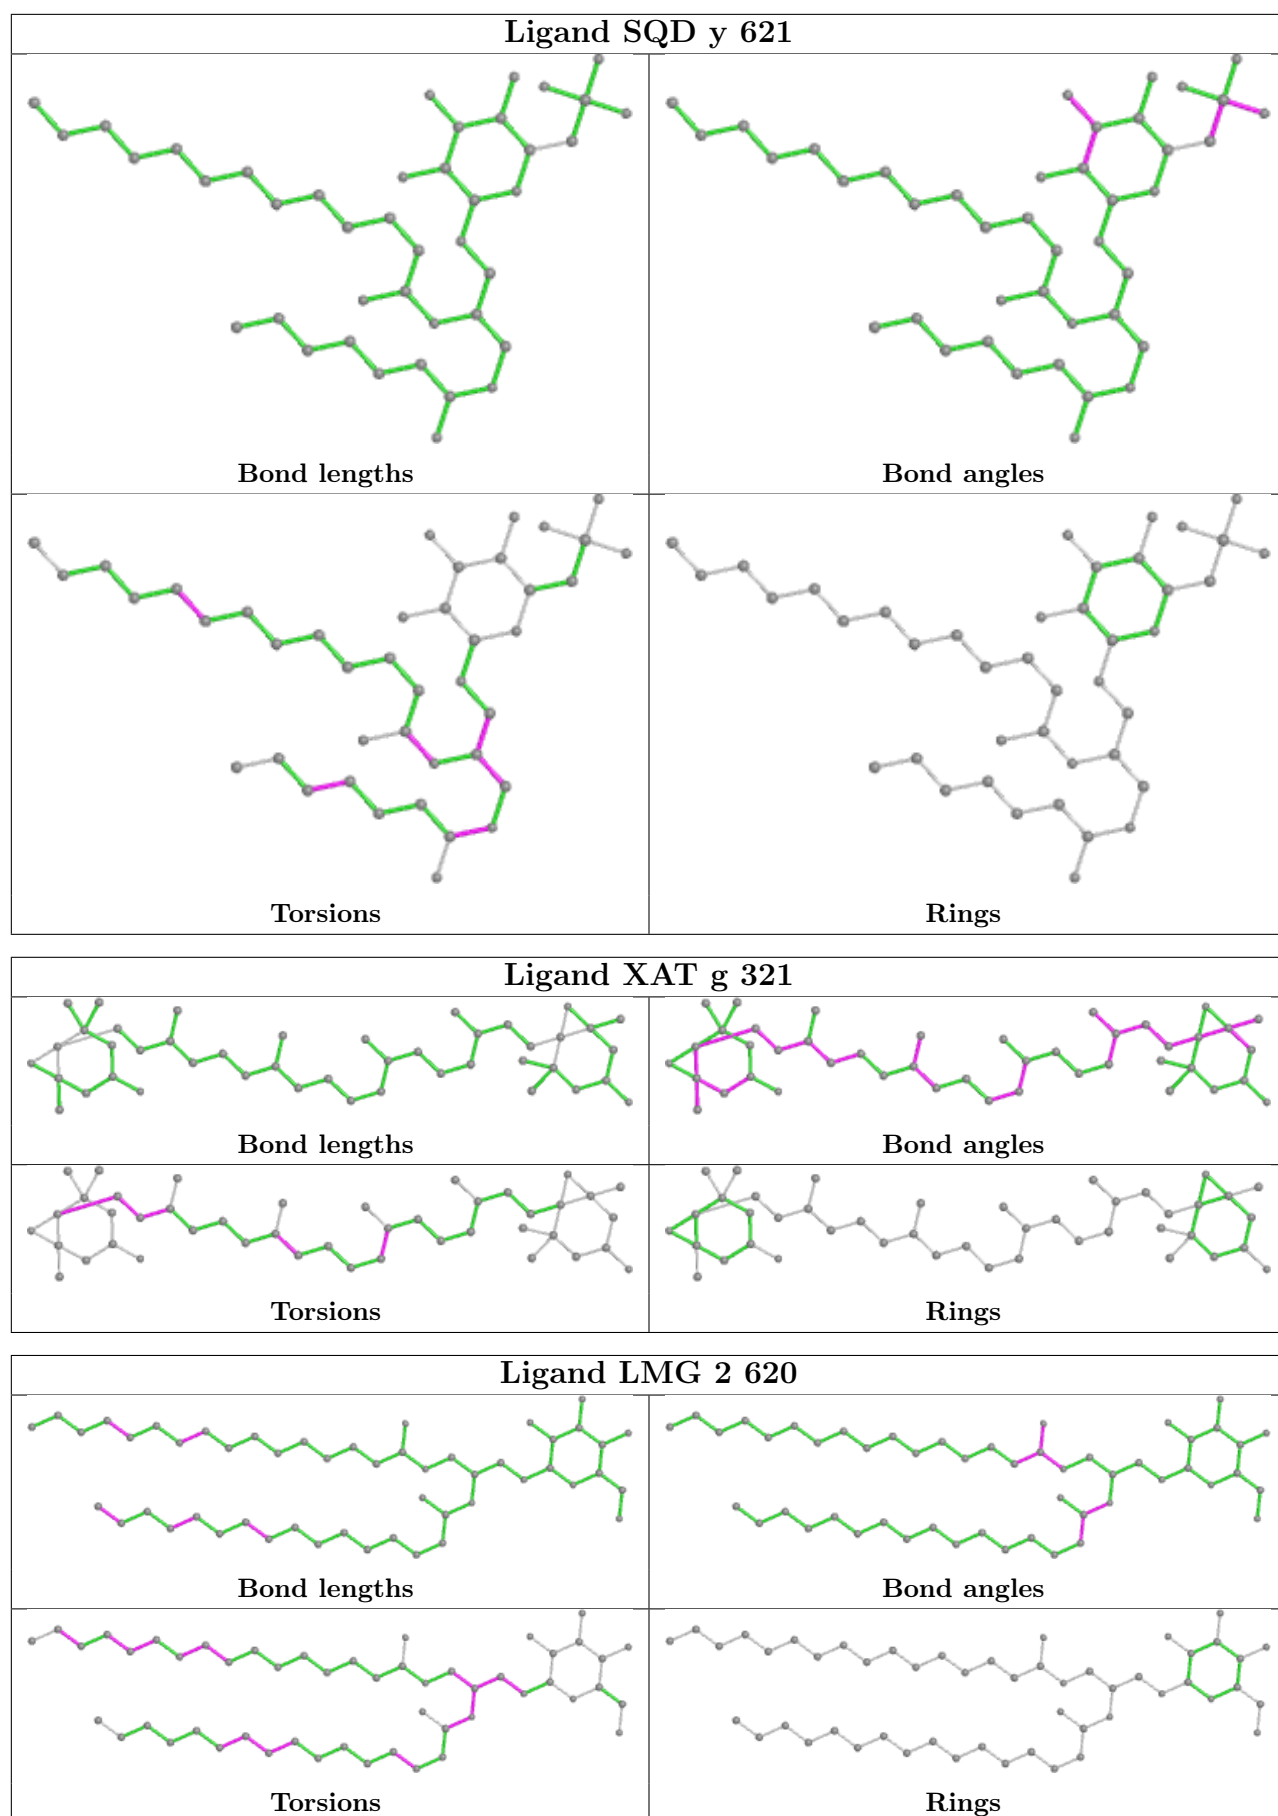 Ligand SQD y 621
Bond lengths
Bond angles
Torsions
Rings
Ligand XAT g 321
Bond lengths
Bond angles
Torsions
Rings
Ligand LMG 2 620
Bond lengths
Bond angles
Torsions
Rings